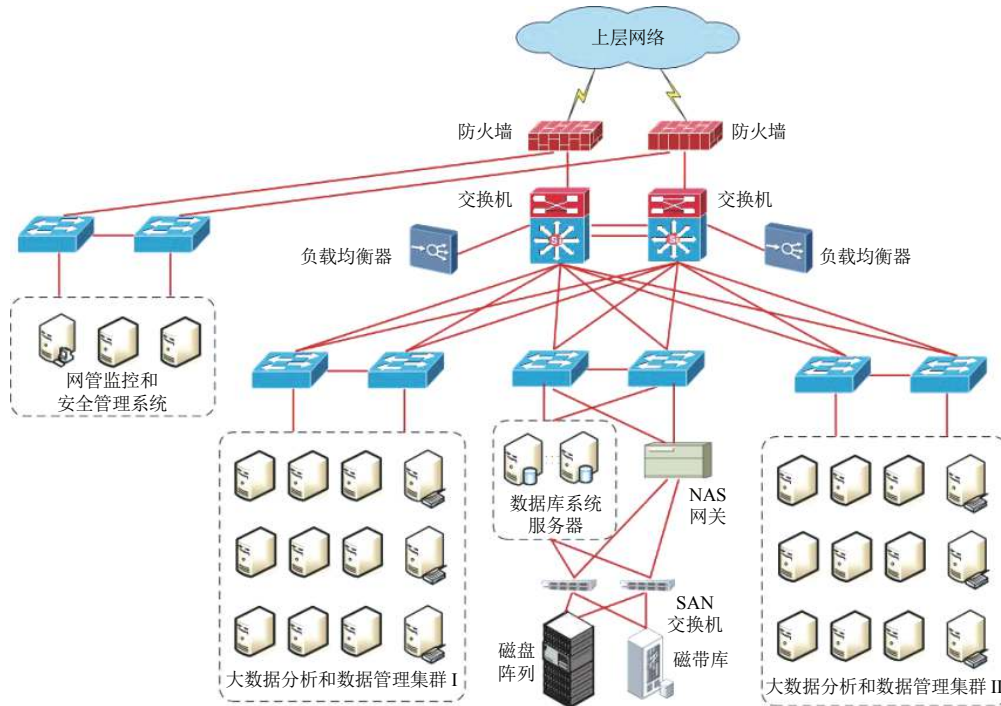 上层网络
防火墙
防火墙
交换机
交换机
负载均衡器
负载均衡器
Si
Si
网管监控和
安全管理系统
数据库系统
服务器
NAS
网关
SAN
交换机
磁盘
阵列
磁带库
大数据分析和数据管理集群 I
大数据分析和数据管理集群 II